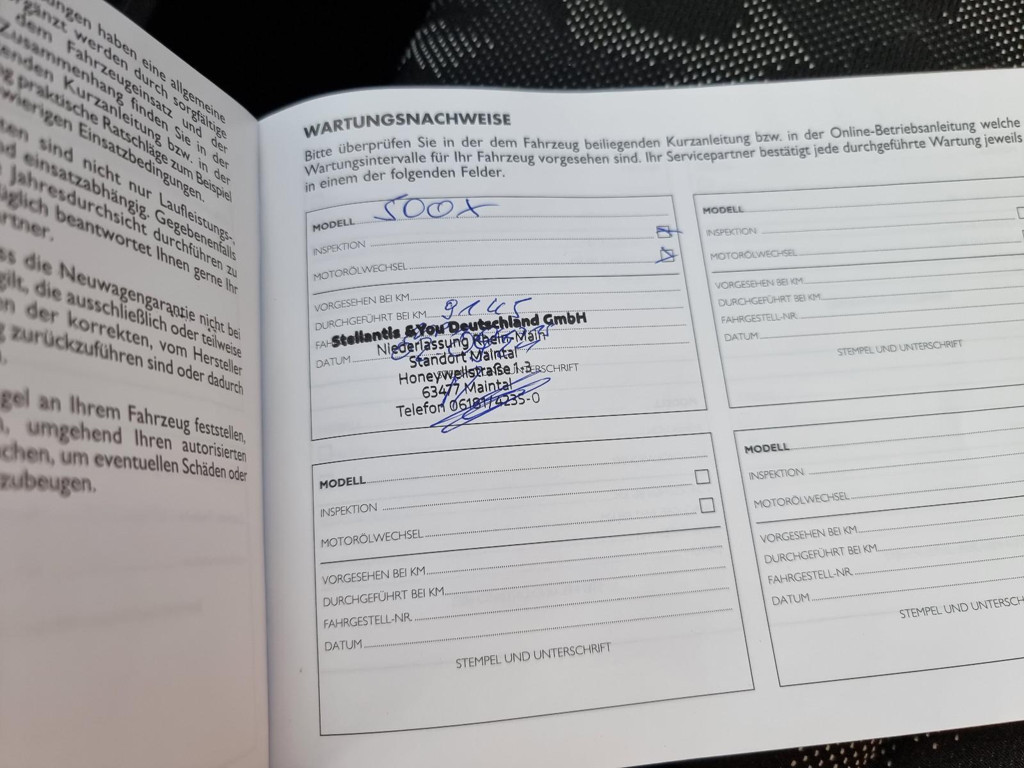 ungen haben eine allgemeine
gänzt werden durch sorgfältige
dem Fahrzeugeinsatz und der
Zusammenhang finden Sie in der
enden Kurzanleitung bzw. in der
g praktische Ratschläge zum Beispiel
wierigen Einsatzbedingungen.
ten sind nicht nur Laufleistungs-,
d einsatzabhängig. Gegebenenfalls
Jahresdurchsicht durchführen zu
üglich beantwortet Ihnen gerne Ihr
artner.
ss die Neuwagengarantie nicht bei
gilt, die ausschließlich oder teilweise
en der korrekten, vom Hersteller
g zurückzuführen sind oder dadurch
gel an Ihrem Fahrzeug feststellen,
n, umgehend Ihren autorisierten
chen, um eventuellen Schäden oder
zubeugen.
WARTUNGSNACHWEISE
Bitte überprüfen Sie in der dem Fahrzeug beiliegenden Kurzanleitung bzw. in der Online-Betriebsanleitung welche
Wartungsintervalle für Ihr Fahrzeug vorgesehen sind. Ihr Servicepartner bestätigt jede durchgeführte Wartung jeweils
in einem der folgenden Felder.
MODELL 500X
INSPEKTION
MOTORÖLWECHSEL
VORGESEHEN BEI KM
DURCHGEFÜHRT BEI KM 9145
DATUM
Stellantis &You Deutschland GmbH
Niederlassung Rhein-Main
Standort Maintal
Honeywellstraße 1-3
63477 Maintal
Telefon 06181/4235-0
MODELL
INSPEKTION
MOTORÖLWECHSEL
VORGESEHEN BEI KM
DURCHGEFÜHRT BEI KM
FAHRGESTELL-NR.
DATUM
STEMPEL UND UNTERSCHRIFT
MODELL
INSPEKTION
MOTORÖLWECHSEL
VORGESEHEN BEI KM
DURCHGEFÜHRT BEI KM
FAHRGESTELL-NR.
DATUM
STEMPEL UND UNTERSCHRIFT
MODELL
INSPEKTION
MOTORÖLWECHSEL
VORGESEHEN BEI KM
DURCHGEFÜHRT BEI KM
FAHRGESTELL-NR.
DATUM
STEMPEL UND UNTERSCHRIFT